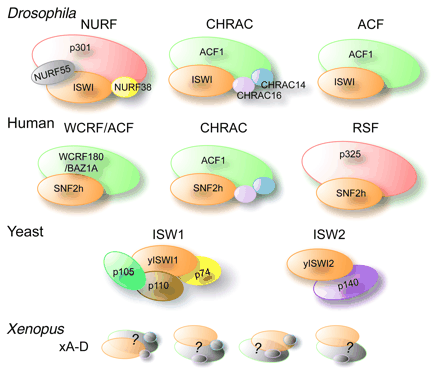 Drosophila
NURF CHRAC ACF
p301 ACF1 ACF1
NURF55
ISWI NURF38 ISWI CHRAC14 ISWI
CHRAC16
Human
WCRF/ACF CHRAC RSF
WCRF180
/BAZ1A ACF1 p325
SNF2h SNF2h SNF2h
Yeast
ISW1 ISW2
yISWI1 yISWI2
p105 p74
p110 p140
Xenopus
xA-D ? ? ? ?